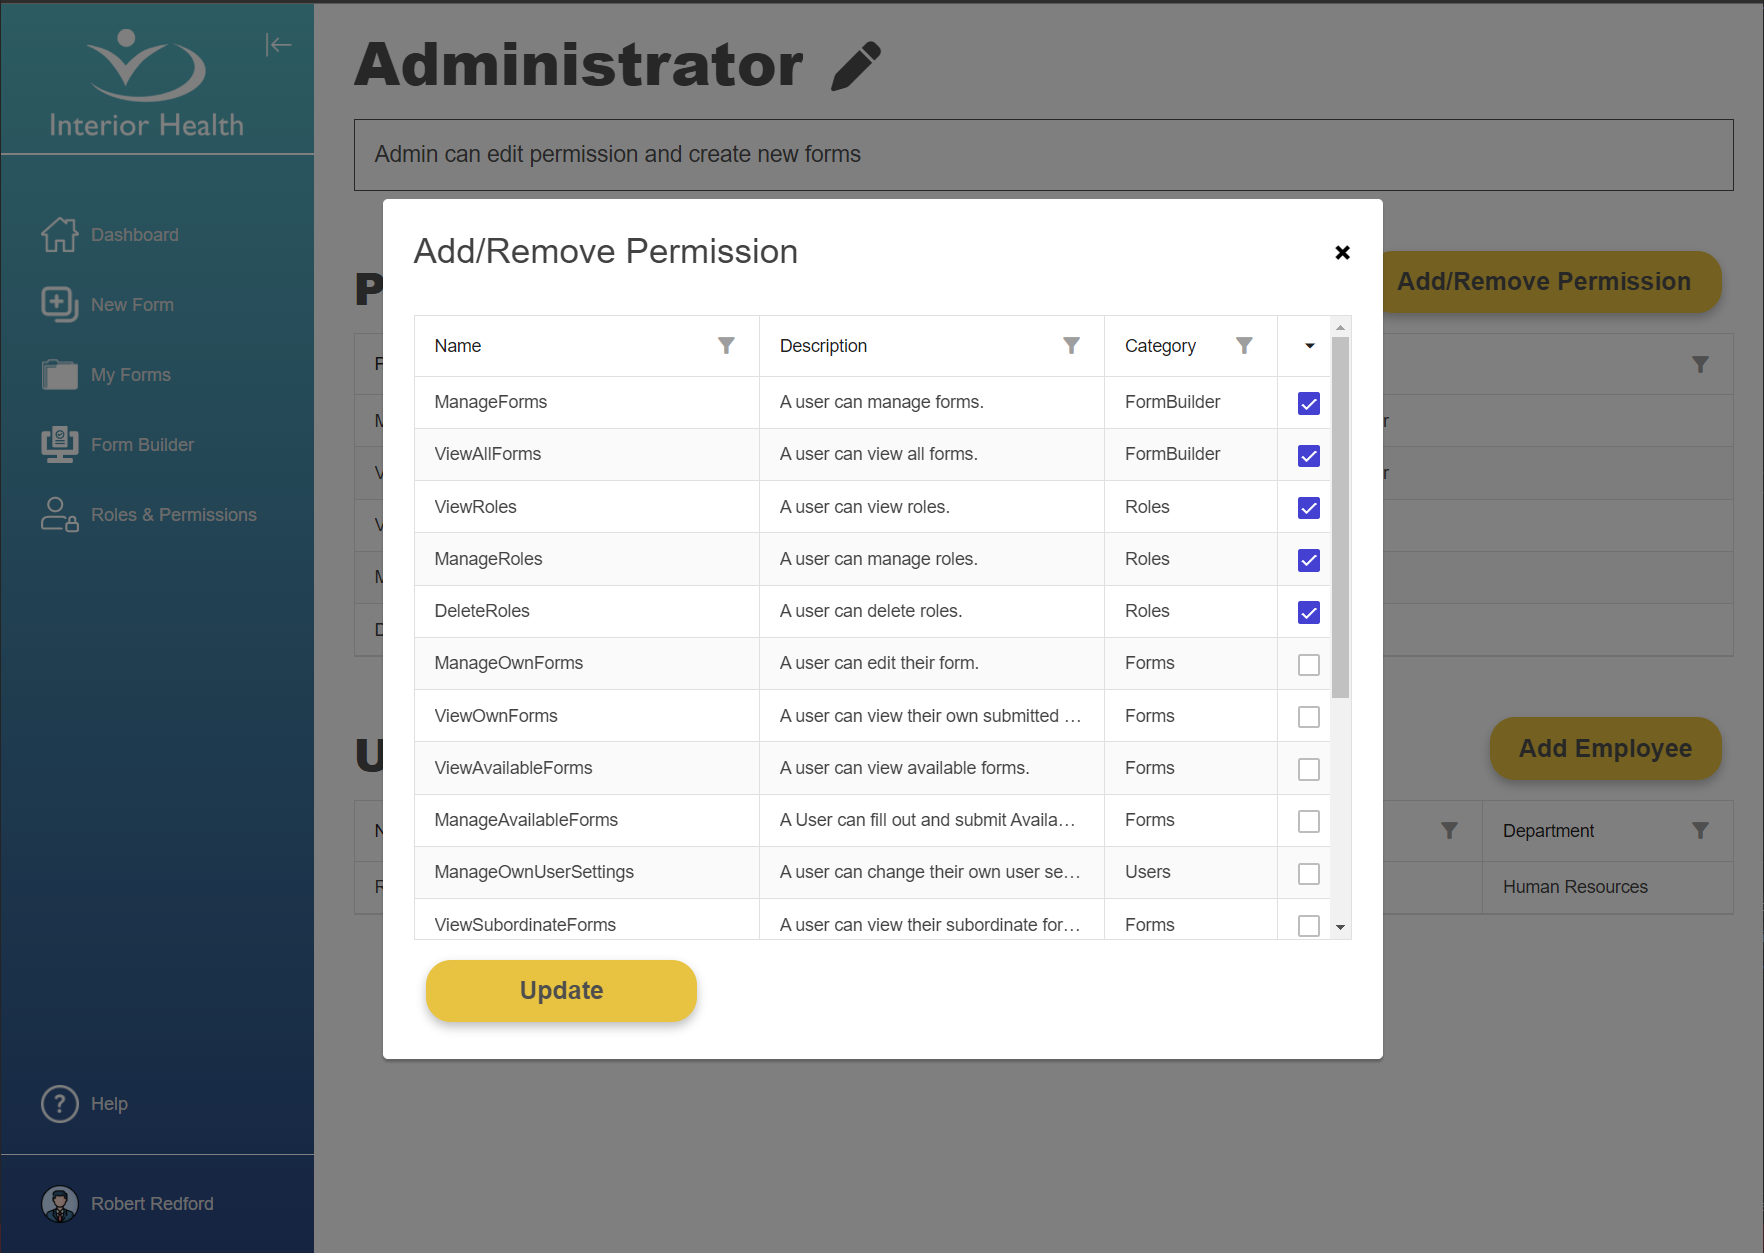 Interior Health
Dashboard
New Form
My Forms
Form Builder
Roles & Permissions
Help
Robert Redford
Administrator
Admin can edit permission and create new forms
Add/Remove Permission
Add/Remove Permission
Name Description Category
ManageForms A user can manage forms. FormBuilder
ViewAllForms A user can view all forms. FormBuilder
ViewRoles A user can view roles. Roles
ManageRoles A user can manage roles. Roles
DeleteRoles A user can delete roles. Roles
ManageOwnForms A user can edit their form. Forms
ViewOwnForms A user can view their own submitted … Forms
ViewAvailableForms A user can view available forms. Forms
ManageAvailableForms A User can fill out and submit Availa… Forms
ManageOwnUserSettings A user can change their own user se… Users
ViewSubordinateForms A user can view their subordinate for… Forms
Update
Add Employee
Department
Human Resources